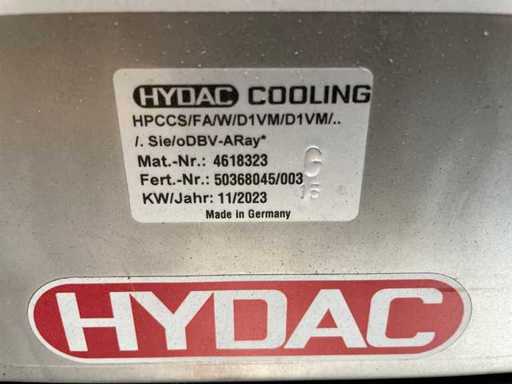 HYDAC COOLING
HPCCS/FA/W/D1VM/D1VM/..
/. Sie/oDBV-ARay*
Mat.-Nr.: 4618323
Fert.-Nr.: 50368045/003
KW/Jahr: 11/2023
Made in Germany
G
15
HYDAC